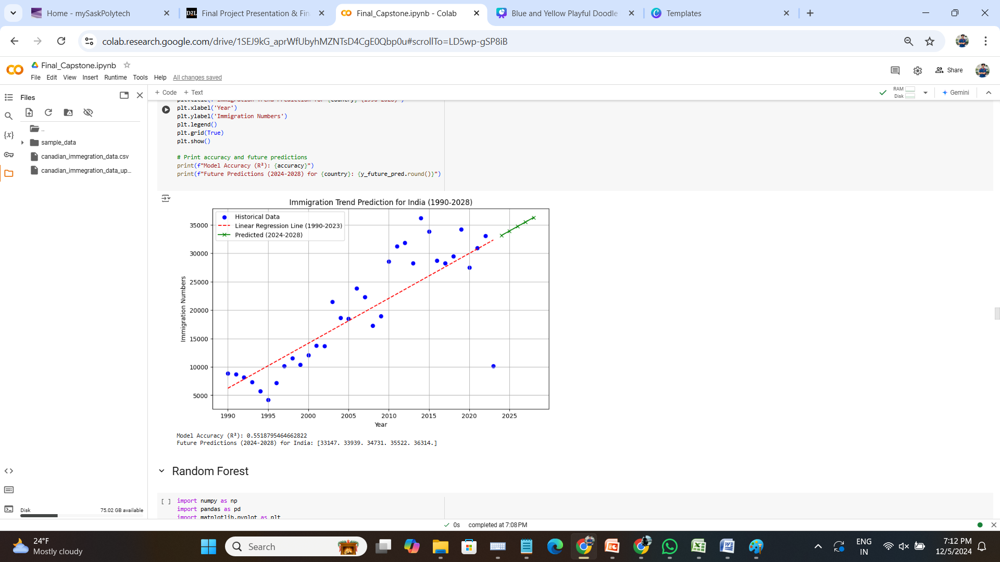 Home - mySaskPolytech
D2L Final Project Presentation & Fin
Final_Capstone.ipynb - Colab
Blue and Yellow Playful Doodle
Templates
colab.research.google.com/drive/1SEJ9kG_aprWfUbyhMZNTsD4CgE0Qbp0u#scrollTo=LD5wp-gSP8iB
Final_Capstone.ipynb
File Edit View Insert Runtime Tools Help All changes saved
Share
Files
+ Code + Text
RAM
Disk
Gemini
..
sample_data
canadian_immegration_data.csv
canadian_immegration_data_up...
plt.xlabel('Year')
plt.ylabel('Immigration Numbers')
plt.legend()
plt.grid(True)
plt.show()
# Print accuracy and future predictions
print(f"Model Accuracy (R²): {accuracy}")
print(f"Future Predictions (2024-2028) for {country}: {y_future_pred.round()}")
Immigration Trend Prediction for India (1990-2028)
Historical Data
Linear Regression Line (1990-2023)
Predicted (2024-2028)
35000
30000
25000
20000
15000
10000
5000
Immigration Numbers
1990 1995 2000 2005 2010 2015 2020 2025
Year
Model Accuracy (R²): 0.5518795464662822
Future Predictions (2024-2028) for India: [33147. 33939. 34731. 35522. 36314.]
Random Forest
[ ] import numpy as np
import pandas as pd
import matplotlib.pyplot as plt
Disk 75.02 GB available
0s completed at 7:08 PM
24°F
Mostly cloudy
Search
ENG
IN
7:12 PM
12/5/2024